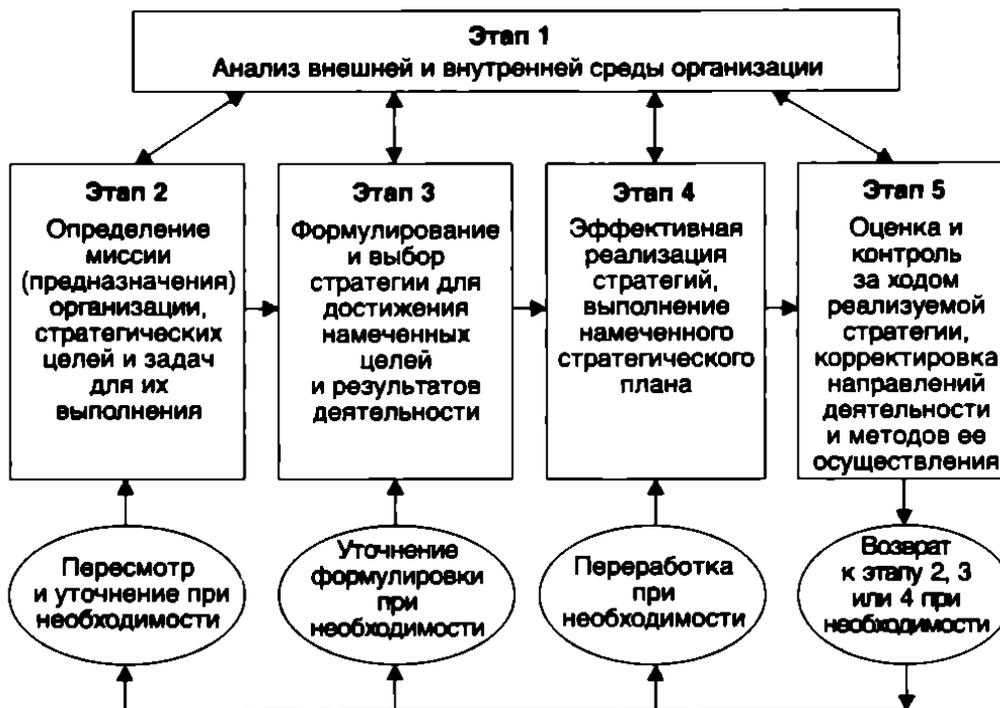 Этап 1
Анализ внешней и внутренней среды организации
Этап 2
Определение
миссии
(предназначения)
организации,
стратегических
целей и задач
для их
выполнения
Этап 3
Формулирование
и выбор
стратегии для
достижения
намеченных
целей
и результатов
деятельности
Этап 4
Эффективная
реализация
стратегий,
выполнение
намеченного
стратегического
плана
Этап 5
Оценка и
контроль
за ходом
реализуемой
стратегии,
корректировка
направлений
деятельности
и методов ее
осуществления
Пересмотр
и уточнение при
необходимости
Уточнение
формулировки
при
необходимости
Переработка
при
необходимости
Возврат
к этапу 2, 3
или 4 при
необходимости